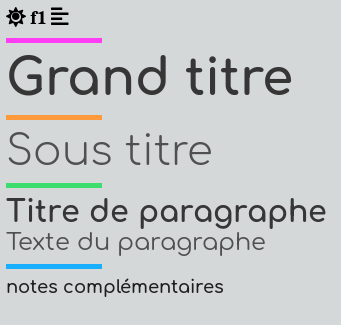 f1
Grand titre
Sous titre
Titre de paragraphe
Texte du paragraphe
notes complémentaires